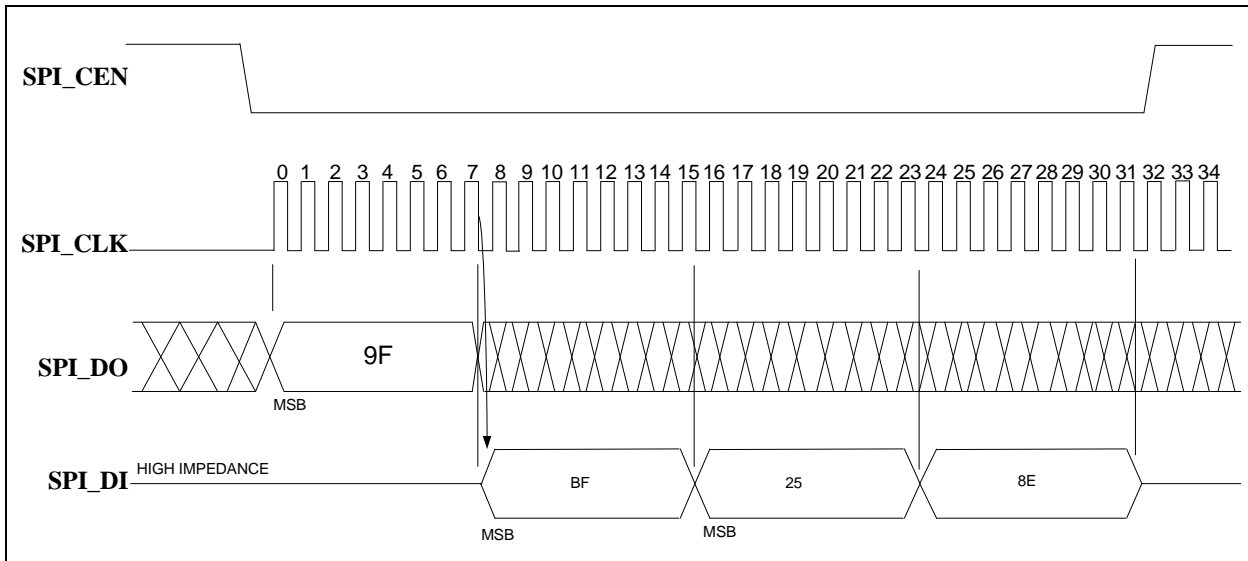 SPI_CEN
0 1 2 3 4 5 6 7 8 9 10 11 12 13 14 15 16 17 18 19 20 21 22 23 24 25 26 27 28 29 30 31 32 33 34
SPI_CLK
SPI_DO
9F
MSB
SPI_DI
HIGH IMPEDANCE
BF
25
8E
MSB
MSB